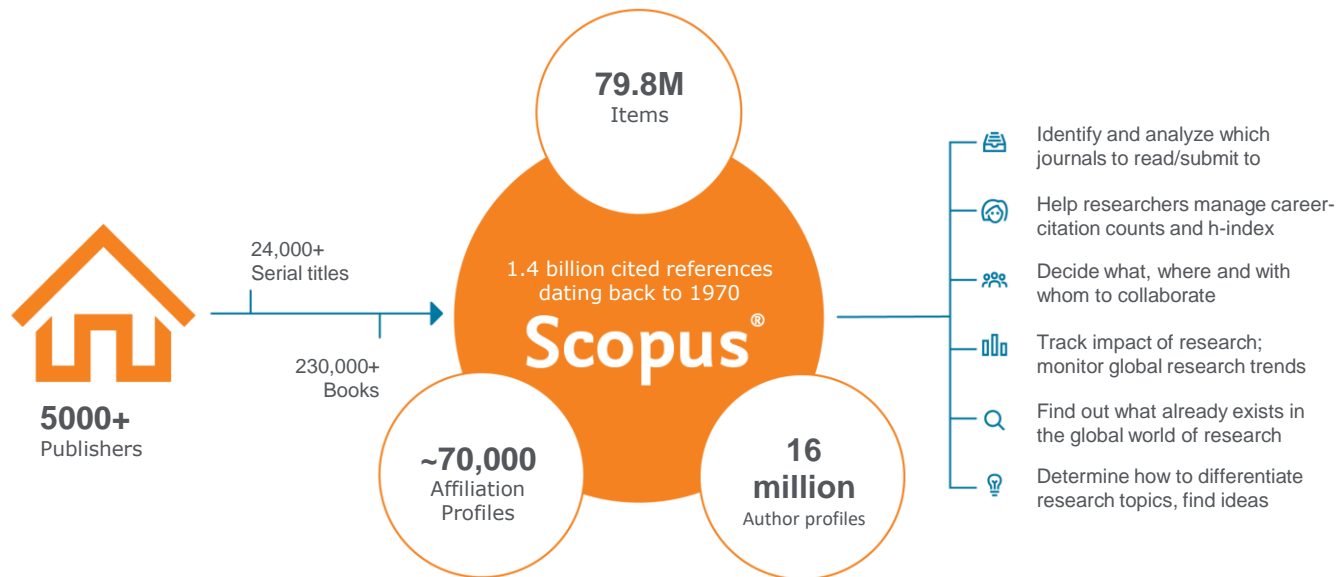 5000+
Publishers
24,000+
Serial titles
230,000+
Books
79.8M
Items
1.4 billion cited references
dating back to 1970
Scopus®
~70,000
Affiliation
Profiles
16
million
Author profiles
Identify and analyze which
journals to read/submit to
Help researchers manage career-
citation counts and h-index
Decide what, where and with
whom to collaborate
Track impact of research;
monitor global research trends
Find out what already exists in
the global world of research
Determine how to differentiate
research topics, find ideas